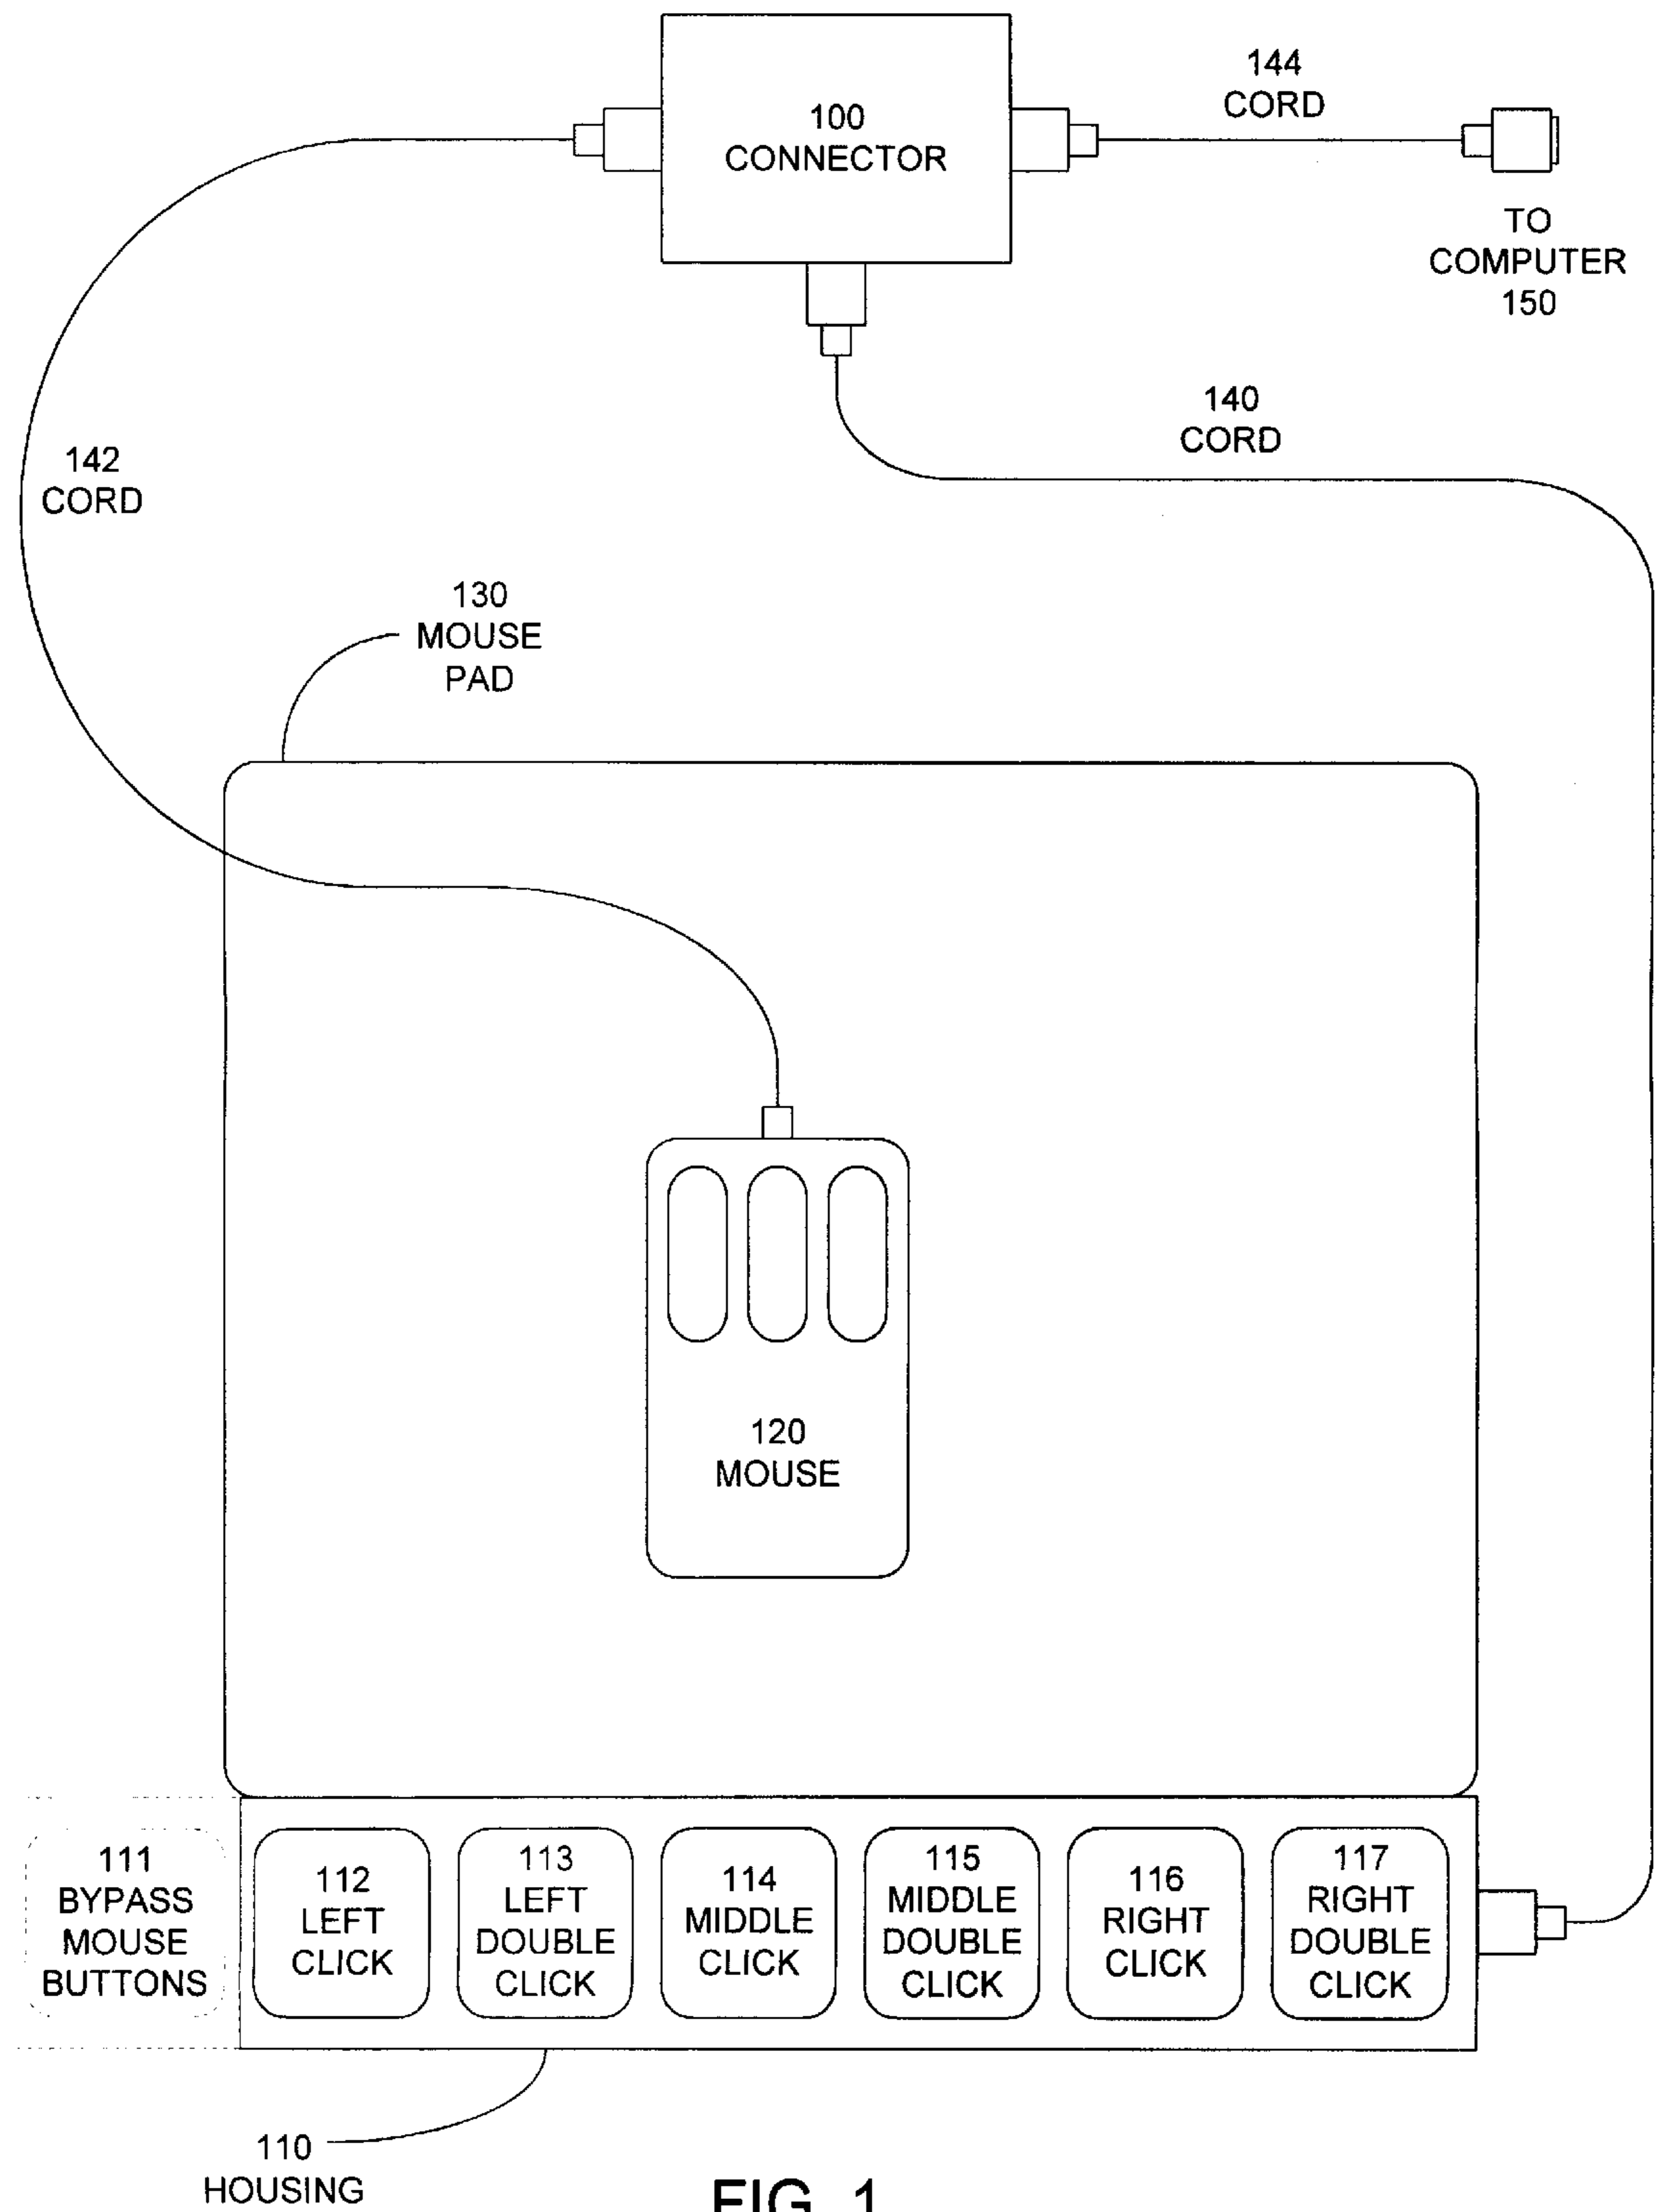 144
CORD
100
CONNECTOR
TO
COMPUTER
150
140
CORD
142
CORD
130
MOUSE
PAD
120
MOUSE
111
BYPASS
MOUSE
BUTTONS
112
LEFT
CLICK
113
LEFT
DOUBLE
CLICK
114
MIDDLE
CLICK
115
MIDDLE
DOUBLE
CLICK
116
RIGHT
CLICK
117
RIGHT
DOUBLE
CLICK
110
HOUSING
FIG. 1